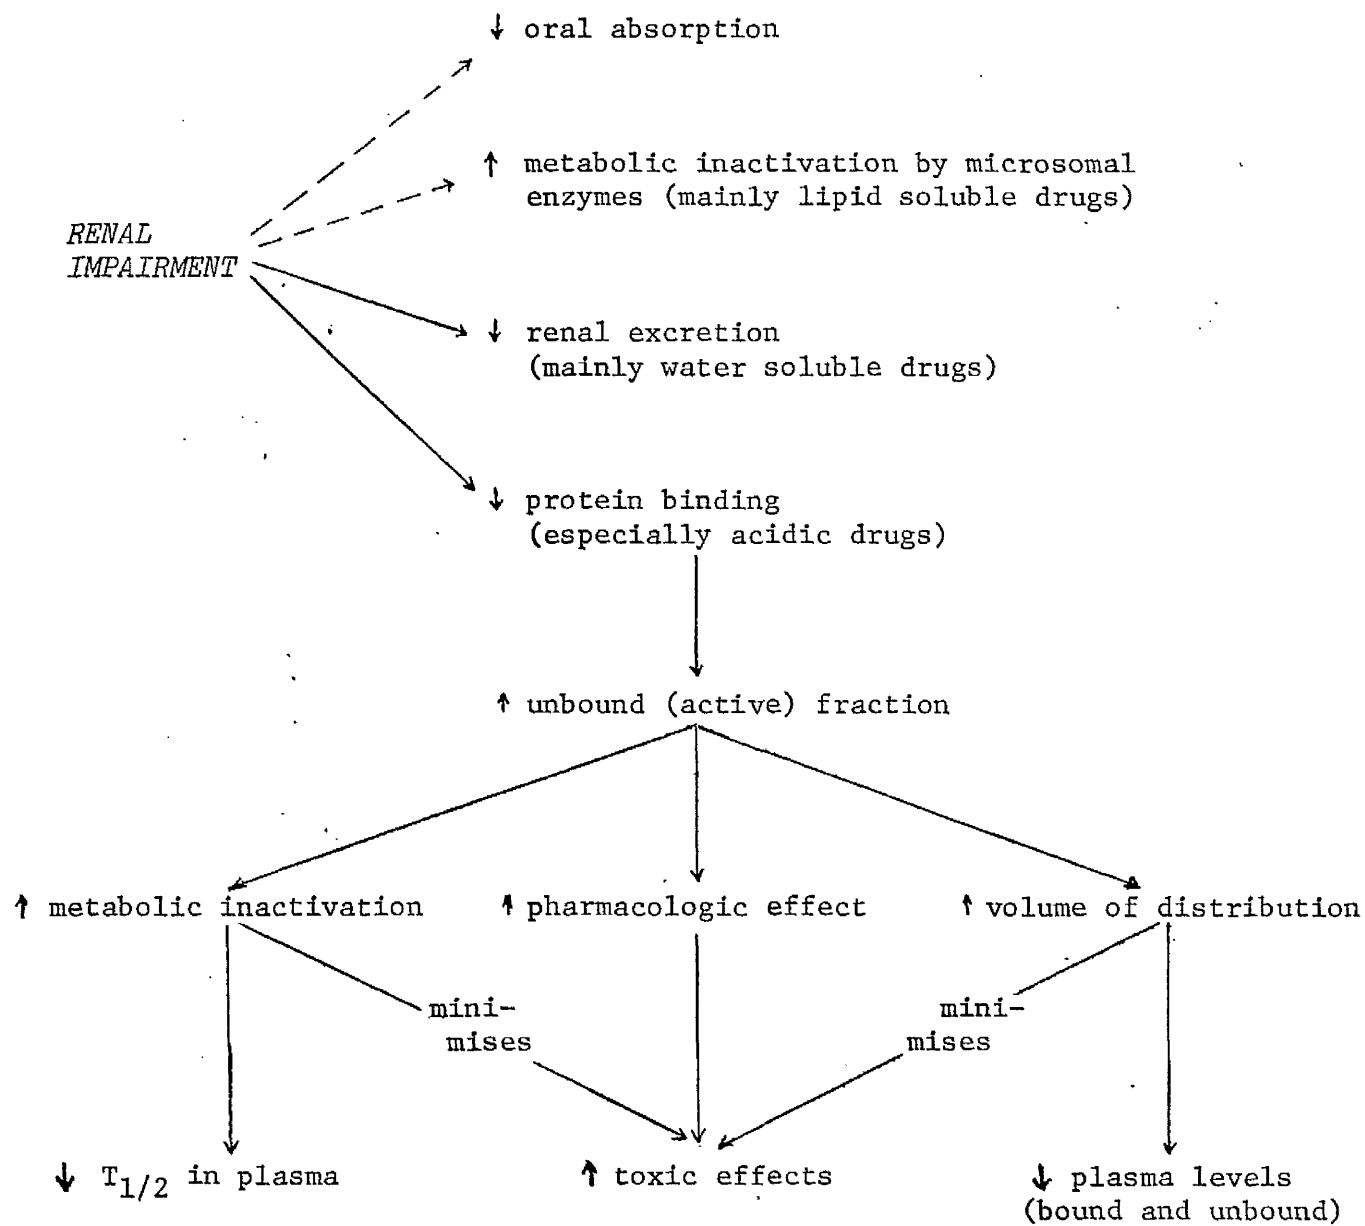 ↓ oral absorption
↑ metabolic inactivation by microsomal
enzymes (mainly lipid soluble drugs)
RENAL
IMPAIRMENT
↓ renal excretion
(mainly water soluble drugs)
↓ protein binding
(especially acidic drugs)
↑ unbound (active) fraction
↑ metabolic inactivation
↑ pharmacologic effect
↑ volume of distribution
mini-
mises
mini-
mises
↓ T1/2 in plasma
↑ toxic effects
↓ plasma levels
(bound and unbound)